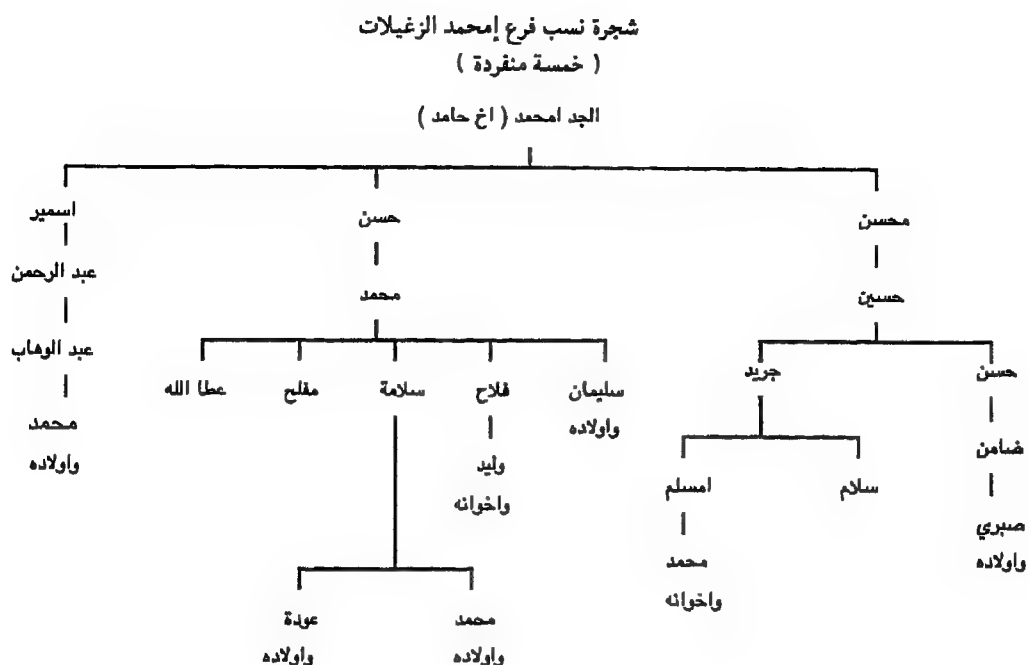 شجرة نسب فرع إمحمد الزغيلات
( خمسة منفردة )
الجد امحمد ( اخ حامد )
محسن
حسن
اسمير
حسين
محمد
عبد الرحمن
حسن
جريد
سليمان
واولاده
فلاح
سلامة
مفلح
عطا الله
عبد الوهاب
ضامن
سلام
امسلم
وليد
واخوانه
محمد
واولاده
صبري
واولاده
محمد
واخوانه
محمد
واولاده
عودة
واولاده